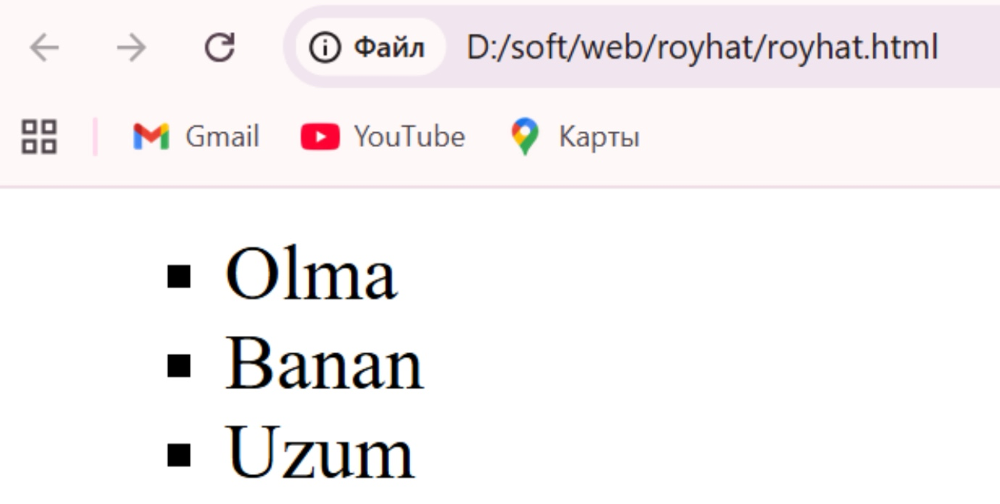 Файл D:/soft/web/royhat/royhat.html
Gmail YouTube Карты
Olma
Banan
Uzum